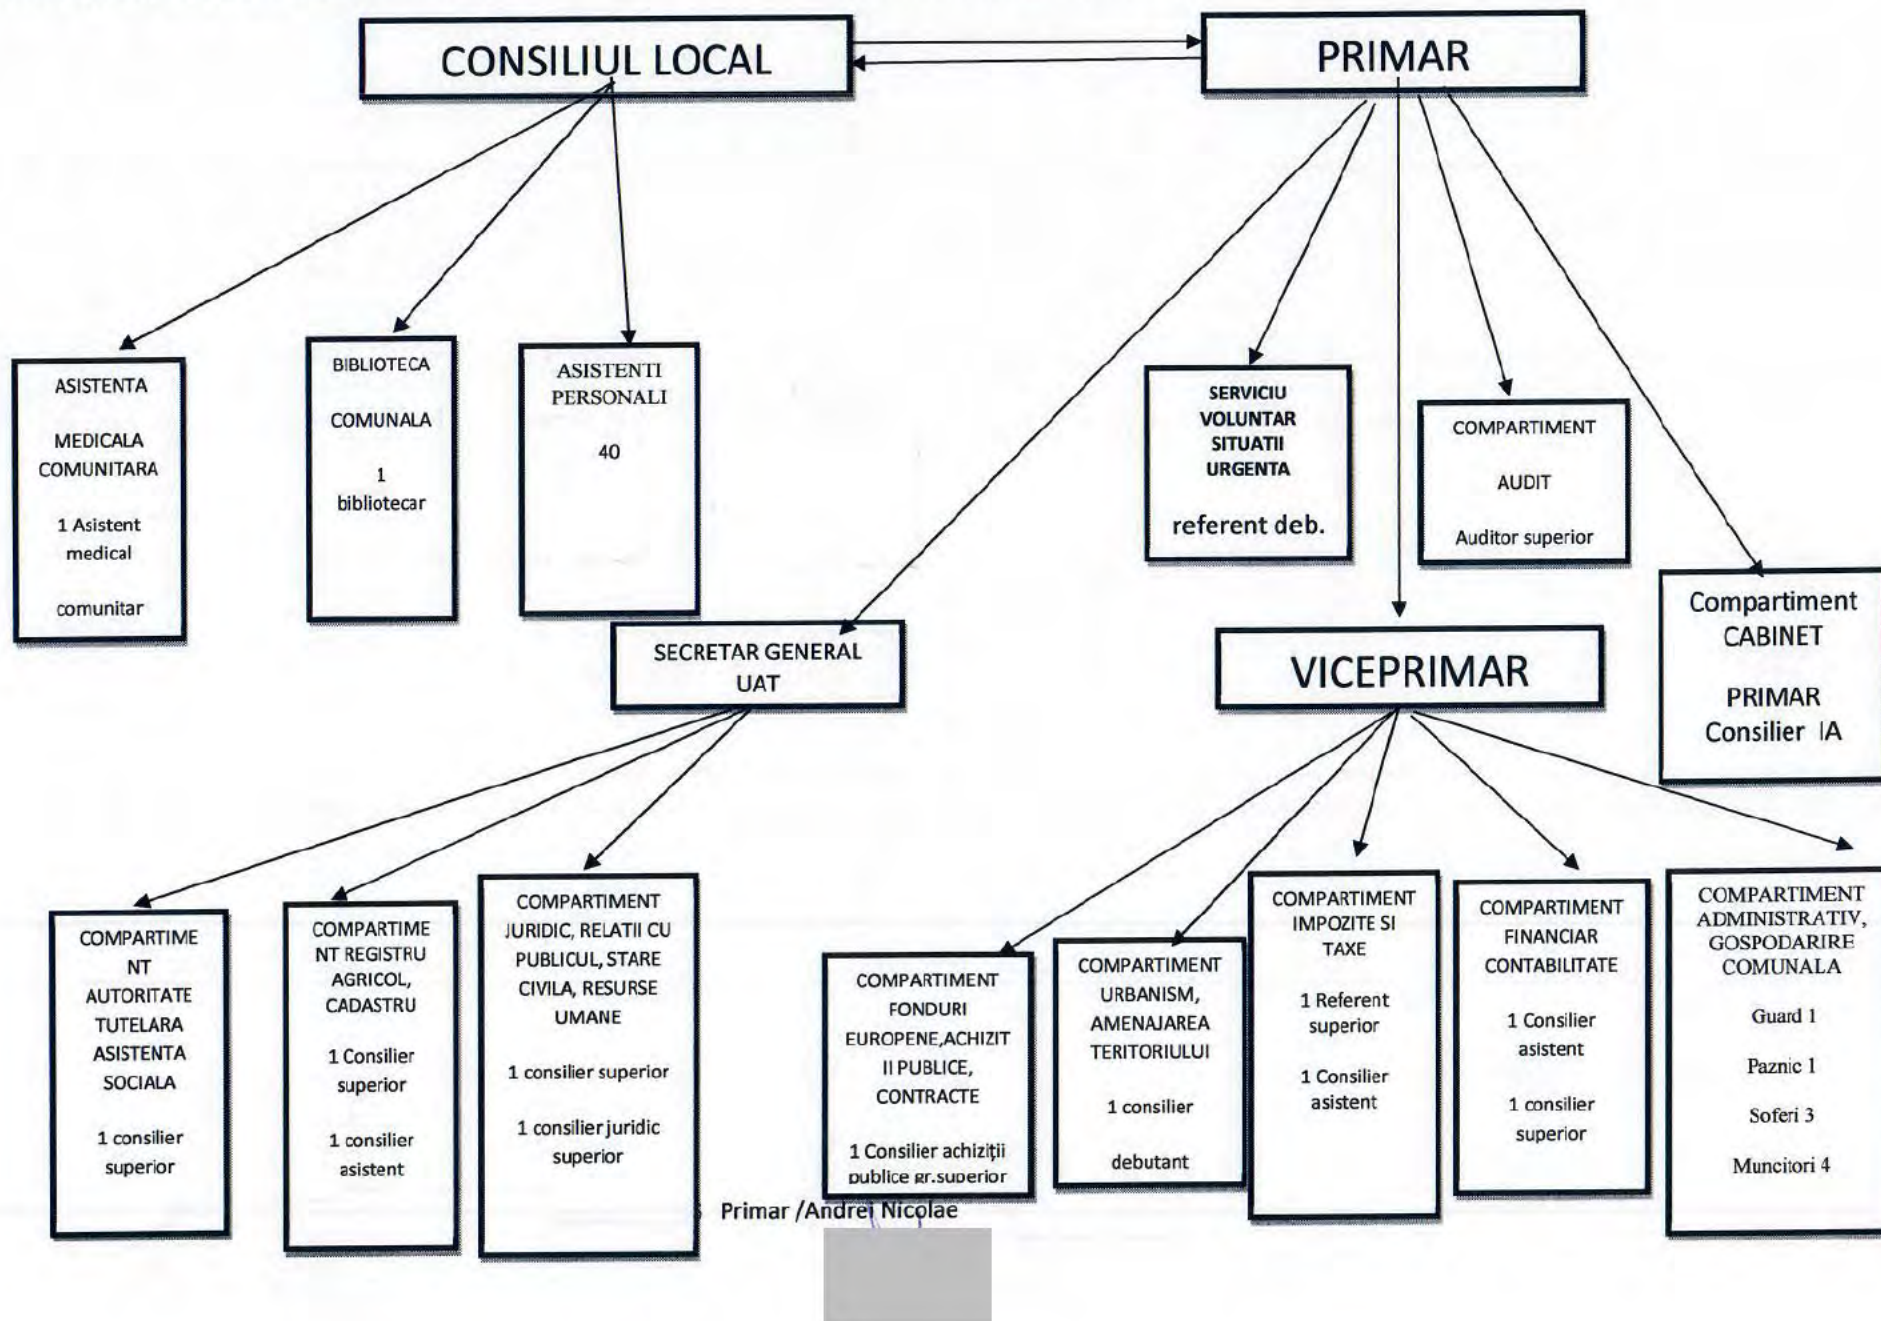 CONSILIUL LOCAL
PRIMAR
ASISTENTA
MEDICALA
COMUNITARA
1 Asistent
medical
comunitar
BIBLIOTECA
COMUNALA
1
bibliotecar
ASISTENTI
PERSONALI
40
SERVICIU
VOLUNTAR
SITUATII
URGENTA
referent deb.
COMPARTIMENT
AUDIT
Auditor superior
Compartiment
CABINET
PRIMAR
Consilier IA
SECRETAR GENERAL
UAT
VICEPRIMAR
COMPARTIME
NT
AUTORITATE
TUTELARA
ASISTENTA
SOCIALA
1 consilier
superior
COMPARTIME
NT REGISTRU
AGRICOL,
CADASTRU
1 Consilier
superior
1 consilier
asistent
COMPARTIMENT
JURIDIC, RELATII CU
PUBLICUL, STARE
CIVILA, RESURSE
UMANE
1 consilier superior
1 consilier juridic
superior
COMPARTIMENT
FONDURI
EUROPENE,ACHIZIT
II PUBLICE,
CONTRACTE
1 Consilier achiziții
publice gr.superior
COMPARTIMENT
URBANISM,
AMENAJAREA
TERITORIULUI
1 consilier
debutant
COMPARTIMENT
IMPOZITE SI
TAXE
1 Referent
superior
1 Consilier
asistent
COMPARTIMENT
FINANCIAR
CONTABILITATE
1 Consilier
asistent
1 consilier
superior
COMPARTIMENT
ADMINISTRATIV,
GOSPODARIRE
COMUNALA
Guard 1
Paznic 1
Soferi 3
Muncitori 4
Primar /Andrei Nicolae